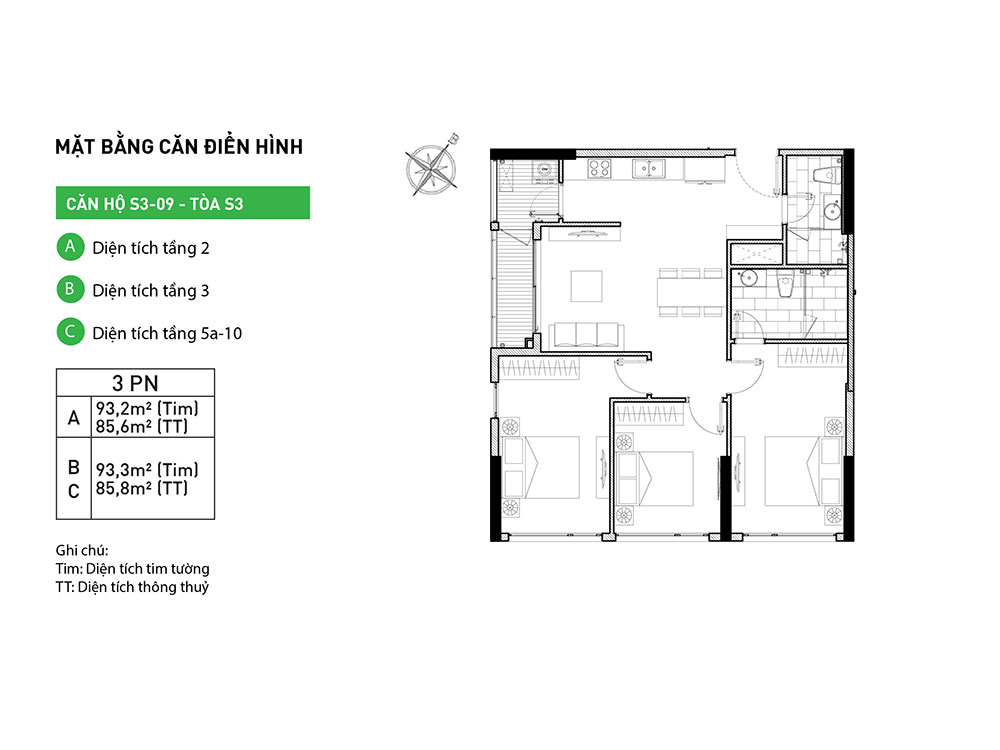 MẶT BẰNG CĂN ĐIỂN HÌNH
B
CĂN HỘ S3-09 - TÒA S3
A Diện tích tầng 2
B Diện tích tầng 3
C Diện tích tầng 5a-10
3 PN
A 93,2m² (Tim)
85,6m² (TT)
B 93,3m² (Tim)
C 85,8m² (TT)
Ghi chú:
Tim: Diện tích tim tường
TT: Diện tích thông thuỷ